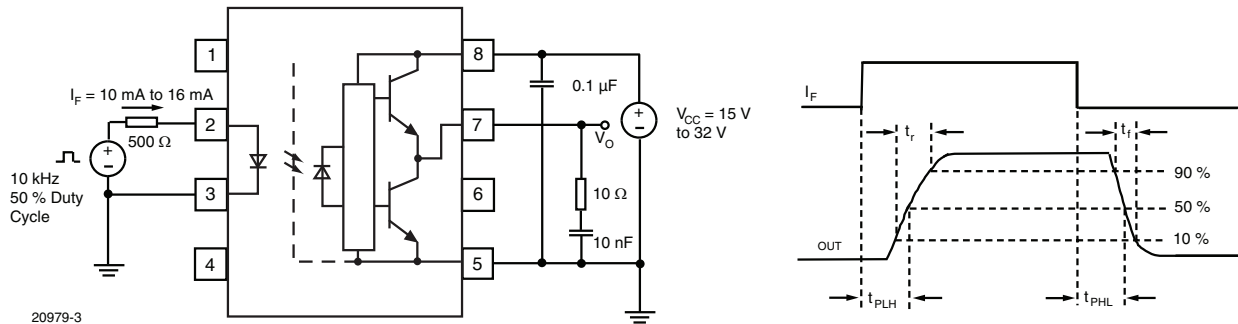 1
8
I_F = 10 mA to 16 mA
0.1 µF
2
7
500 Ω
V_O
V_CC = 15 V
to 32 V
+
−
10 kHz
50 % Duty
Cycle
3
6
10 Ω
+
−
4
5
10 nF
20979-3
I_F
t_r
t_f
90 %
50 %
10 %
OUT
t_PLH
t_PHL